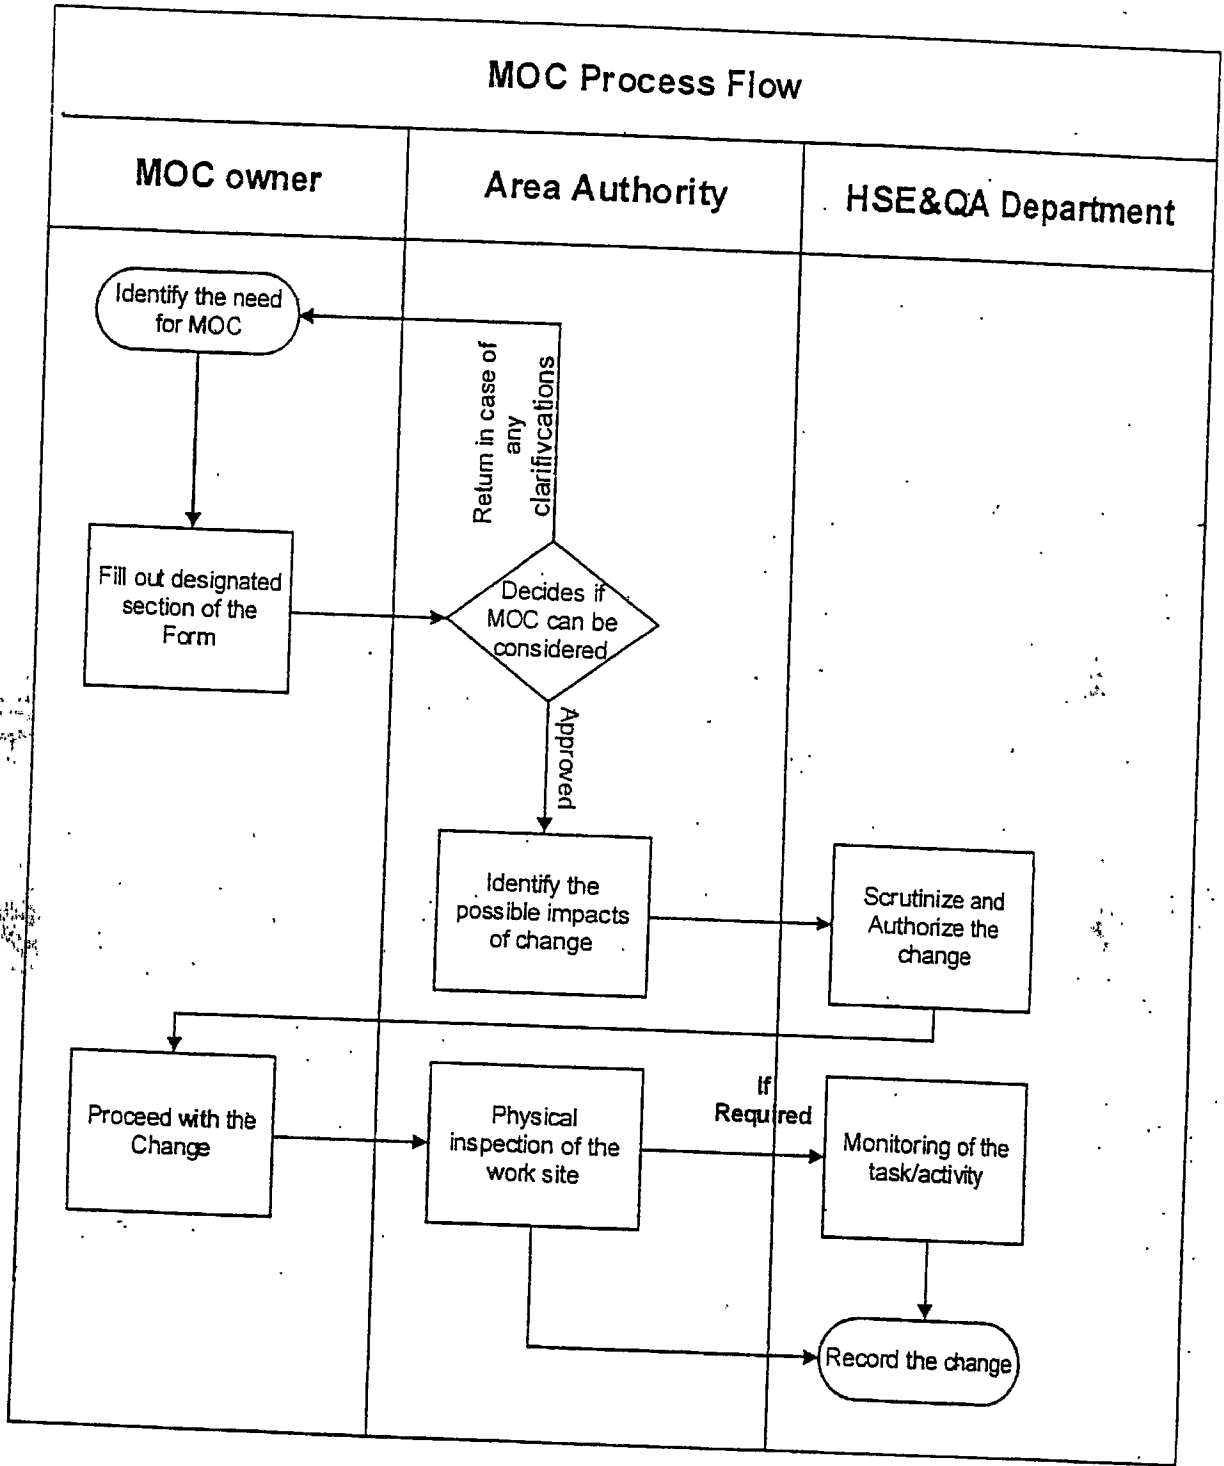 MOC Process Flow
MOC owner
Area Authority
HSE&QA Department
Identify the need
for MOC
Return in case of
any
clarifivcations
Fill out designated
section of the
Form
Decides if
MOC can be
considered
Approved
Identify the
possible impacts
of change
Scrutinize and
Authorize the
change
Proceed with the
Change
Physical
inspection of the
work site
If
Required
Monitoring of the
task/activity
Record the change